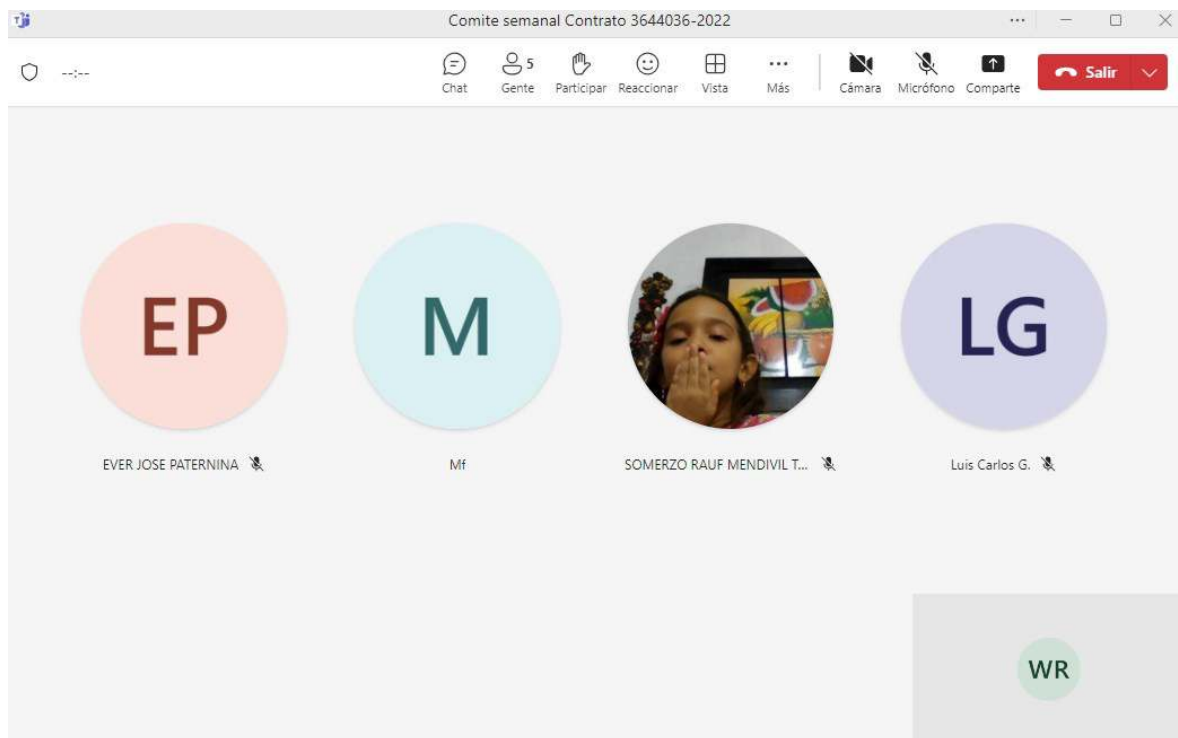 Comite semanal Contrato 3644036-2022
--:--
Chat
5
Gente
Participar
Reaccionar
Vista
Más
Cámara
Micrófono
Comparte
Salir
EP
M
LG
EVER JOSE PATERNINA
Mf
SOMERZO RAUF MENDIVIL T...
Luis Carlos G.
WR